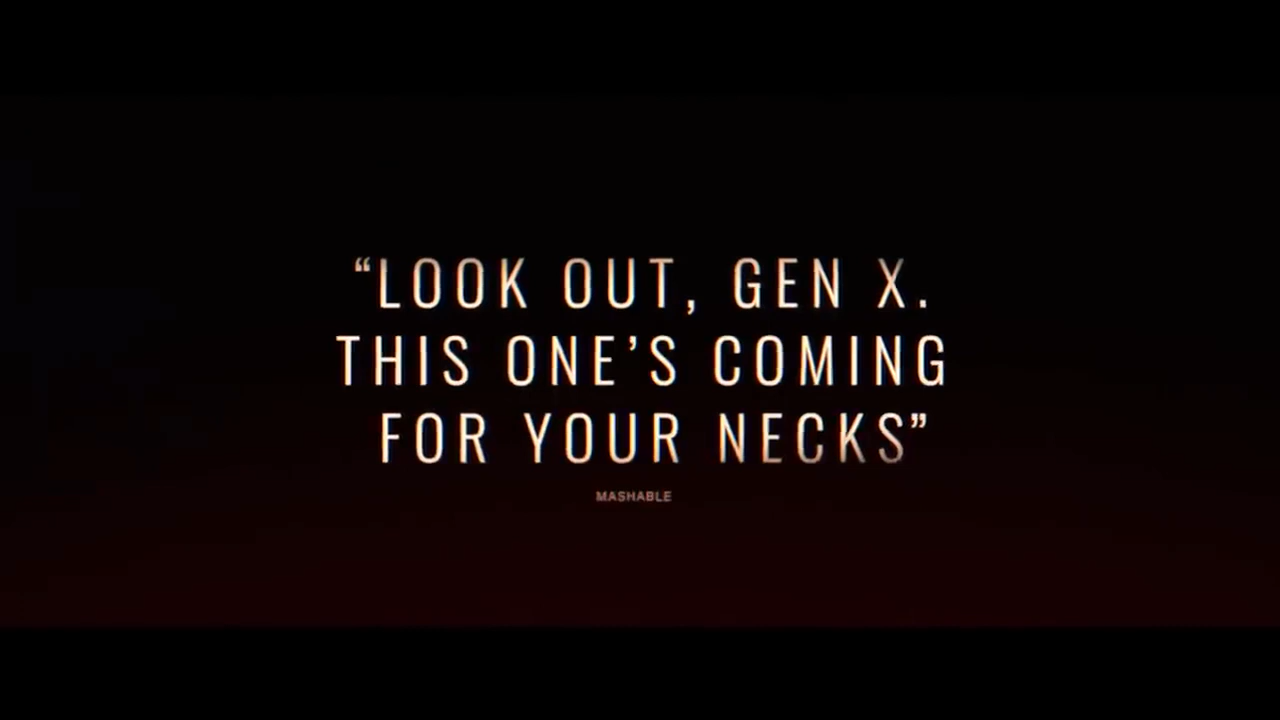 “LOOK OUT, GEN X.
THIS ONE’S COMING
FOR YOUR NECKS”
MASHABLE